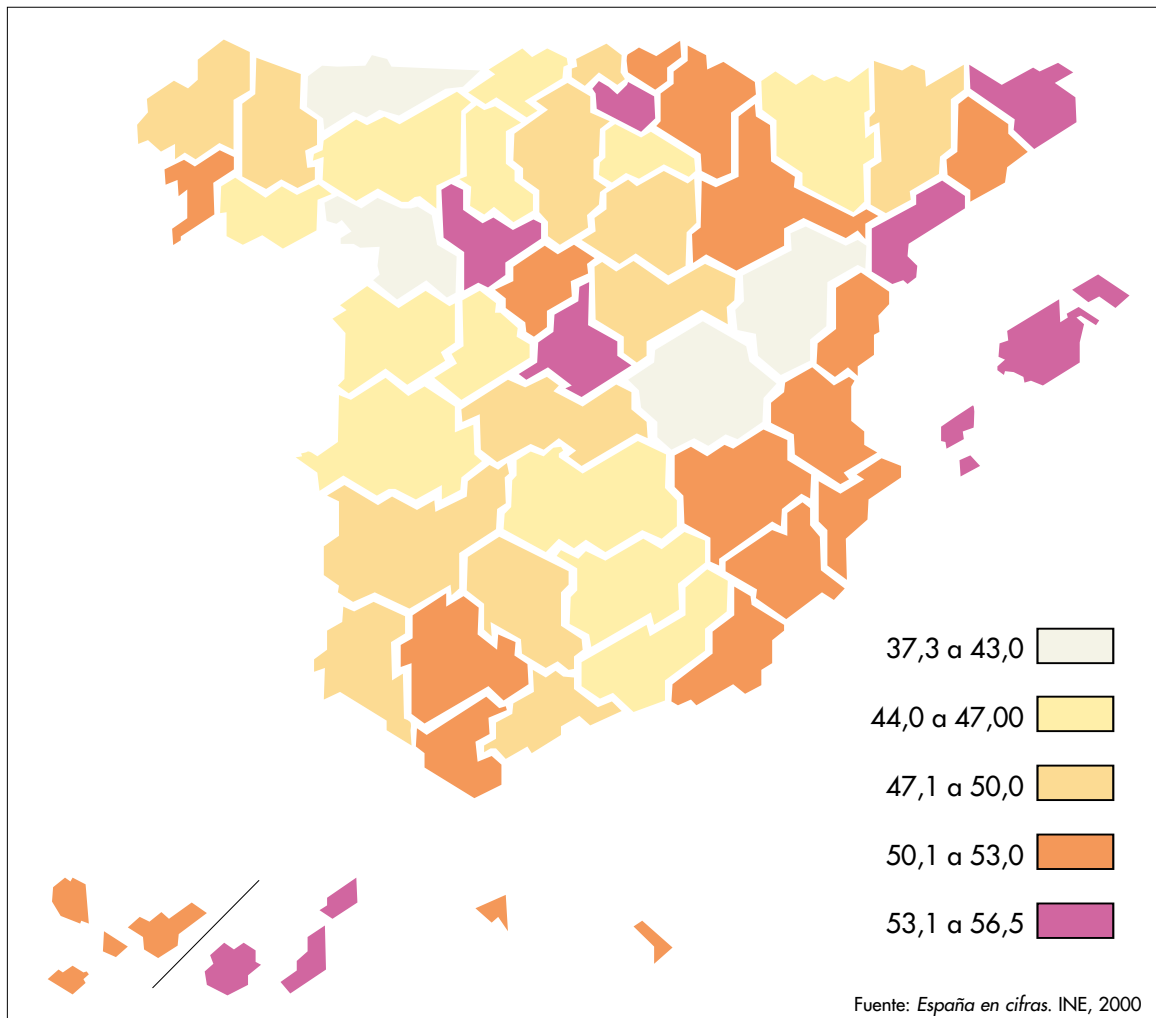 37,3 a 43,0
44,0 a 47,00
47,1 a 50,0
50,1 a 53,0
53,1 a 56,5
Fuente: España en cifras. INE, 2000